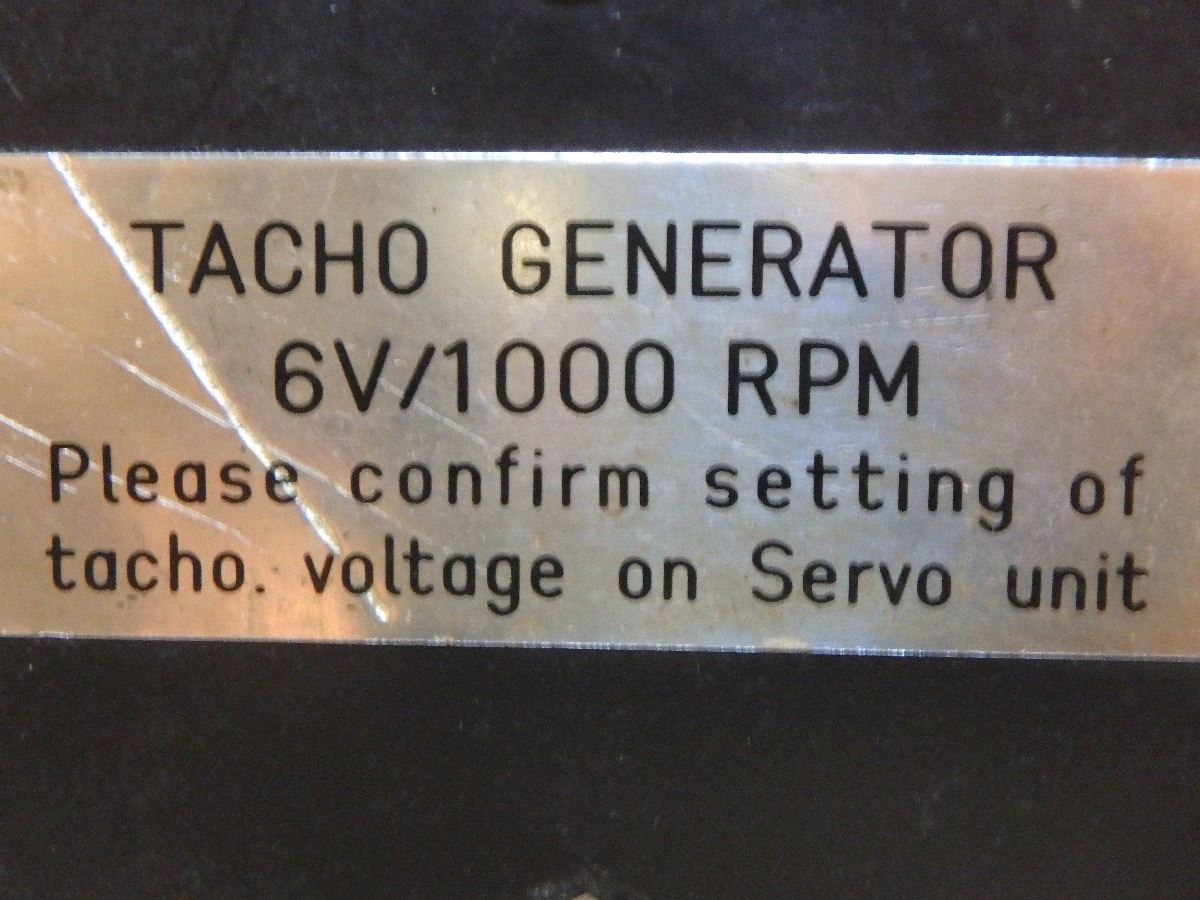 TACHO GENERATOR
6V/1000 RPM
Please confirm setting of
tacho. voltage on Servo unit